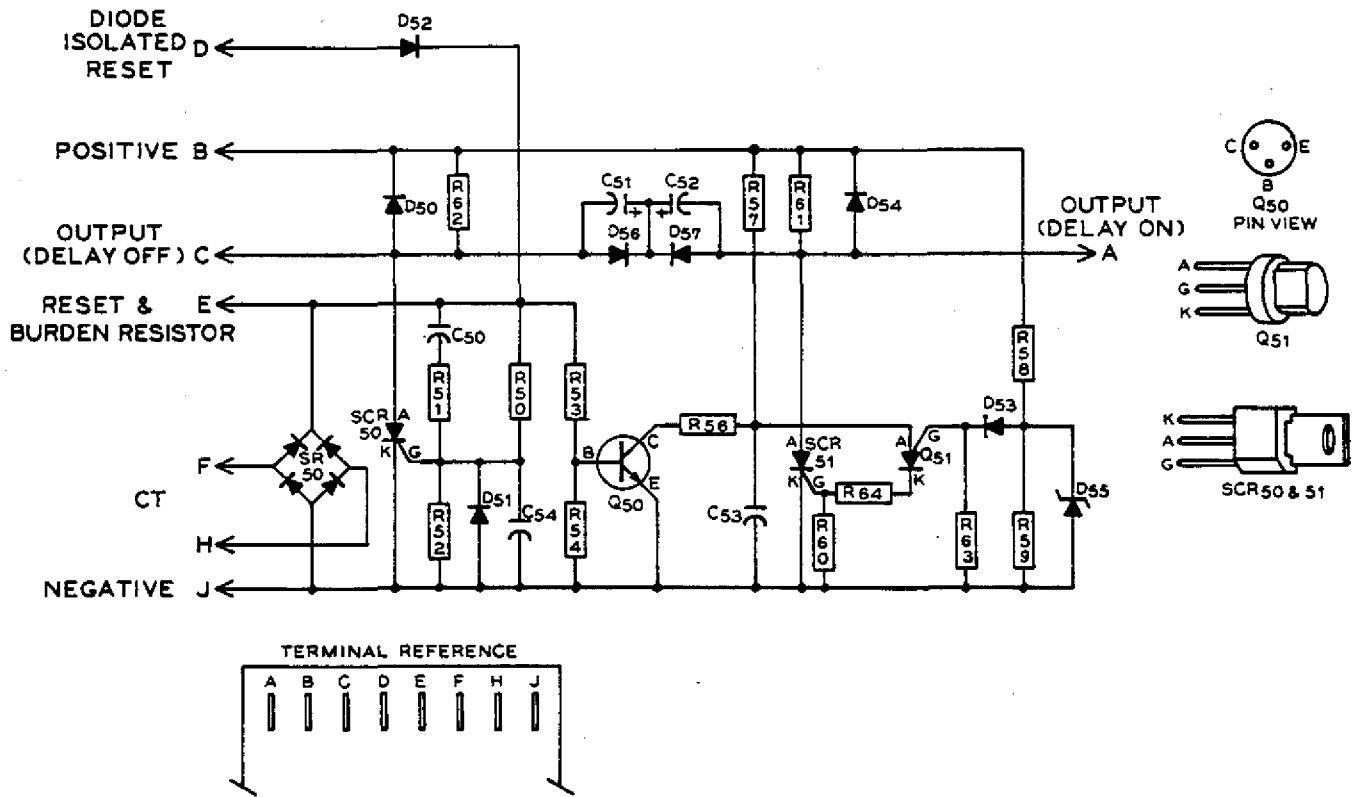 DIODE
ISOLATED D
RESET
D52
POSITIVE B
D50
R62
C51
+
C52
+
D56
D57
R57
R61
D54
OUTPUT
(DELAY ON)
A
OUTPUT
(DELAY OFF) C
RESET & E
BURDEN RESISTOR
C50
R51
R50
R53
R58
SCR 50
A
K
G
SR 50
F
CT
H
R52
D51
C54
R54
B
C
E
Q50
R56
C53
A
SCR 51
K
G
R60
R64
A
G
Q51
K
D53
R63
R59
D55
NEGATIVE J
C
E
B
Q50
PIN VIEW
A
G
K
Q51
K
A
G
SCR50 & 51
TERMINAL REFERENCE
A B C D E F H J